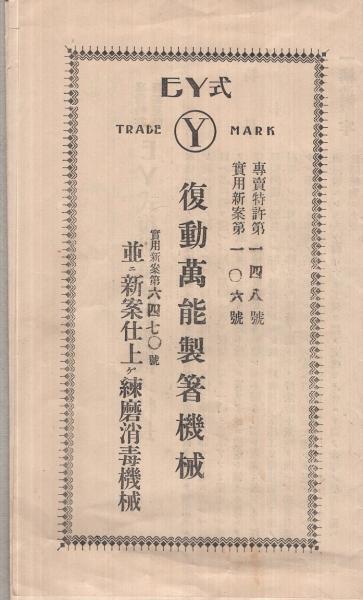 EY式
TRADE Ⓨ MARK
專賣特許第一四八號
實用新案第一〇六號
復動萬能製箸機械
實用新案第六四七〇號
並ニ新案仕上ゲ練磨消毒機械